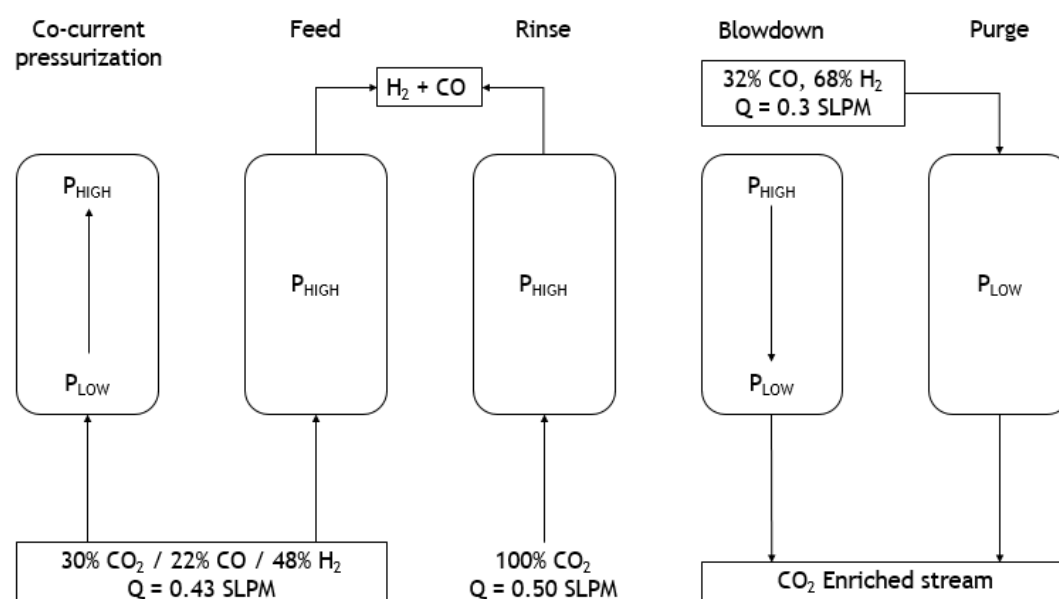 Co-current
pressurization
Feed
Rinse
Blowdown
Purge
H₂ + CO
32% CO, 68% H₂
Q = 0.3 SLPM
P_HIGH
P_LOW
P_HIGH
P_HIGH
P_HIGH
P_LOW
P_LOW
30% CO₂ / 22% CO / 48% H₂
Q = 0.43 SLPM
100% CO₂
Q = 0.50 SLPM
CO₂ Enriched stream